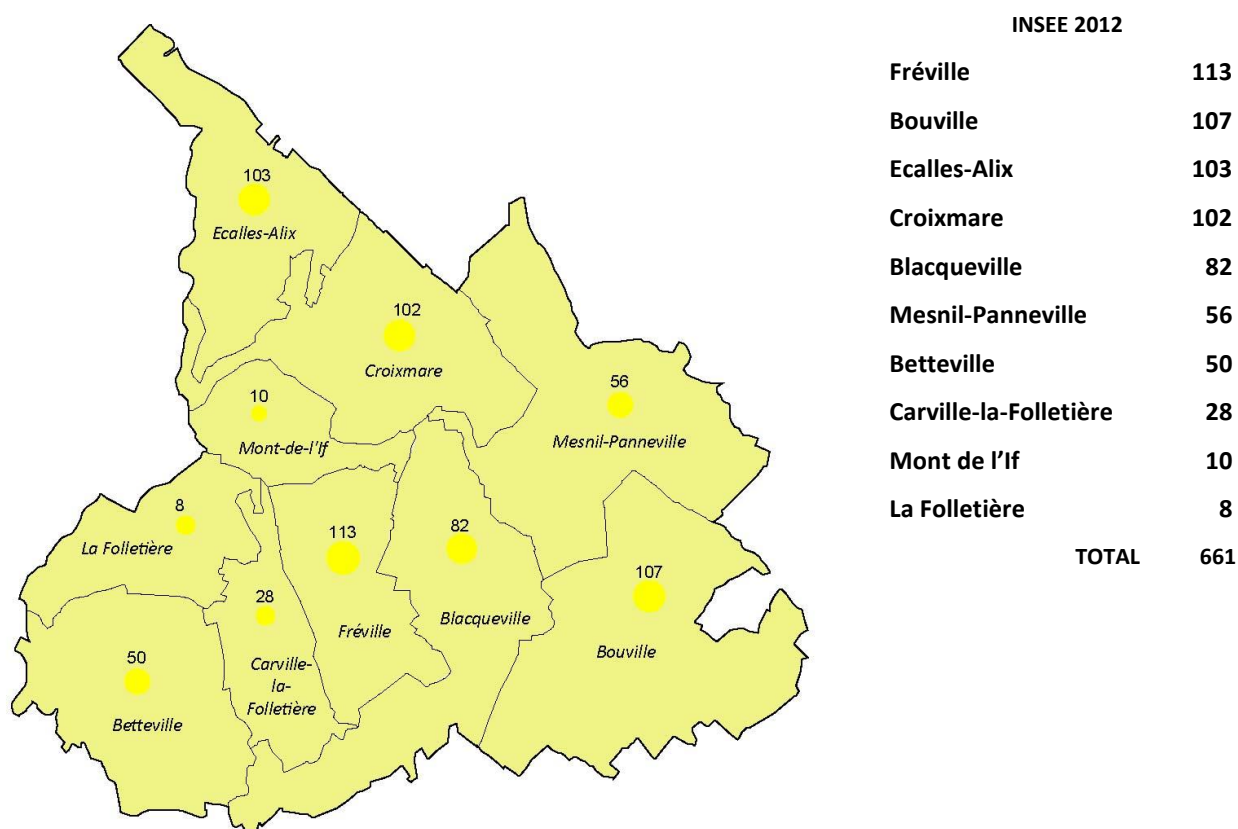 103
Ecalles-Alix
102
Croixmare
56
Mesnil-Panneville
10
Mont-de-l'If
8
La Folletière
113
Fréville
82
Blacqueville
107
Bouville
28
Carville-
la-
Folletière
50
Betteville
INSEE 2012
Fréville 113
Bouville 107
Ecalles-Alix 103
Croixmare 102
Blacqueville 82
Mesnil-Panneville 56
Betteville 50
Carville-la-Folletière 28
Mont de l’If 10
La Folletière 8
TOTAL 661